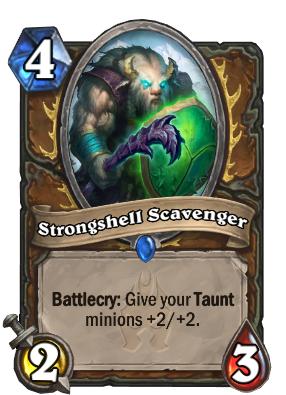 4
Strongshell Scavenger
Battlecry: Give your Taunt
minions +2/+2.
2
3